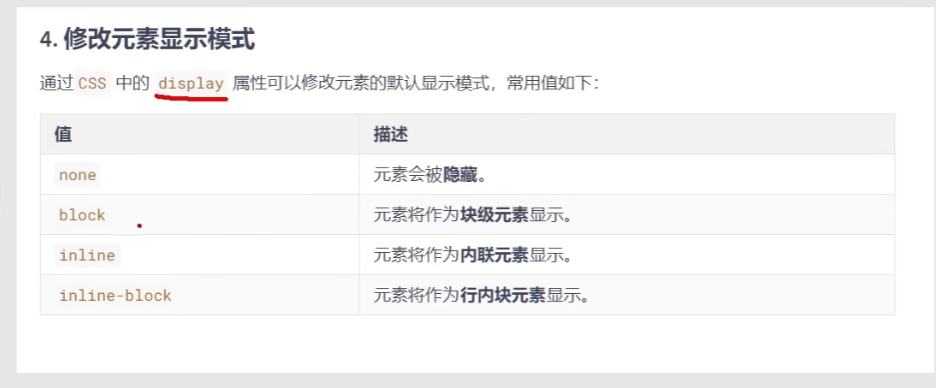 4. 修改元素显示模式
通过 CSS 中的 display 属性可以修改元素的默认显示模式，常用值如下：
值 描述
none 元素会被隐藏。
block 元素将作为块级元素显示。
inline 元素将作为内联元素显示。
inline-block 元素将作为行内块元素显示。